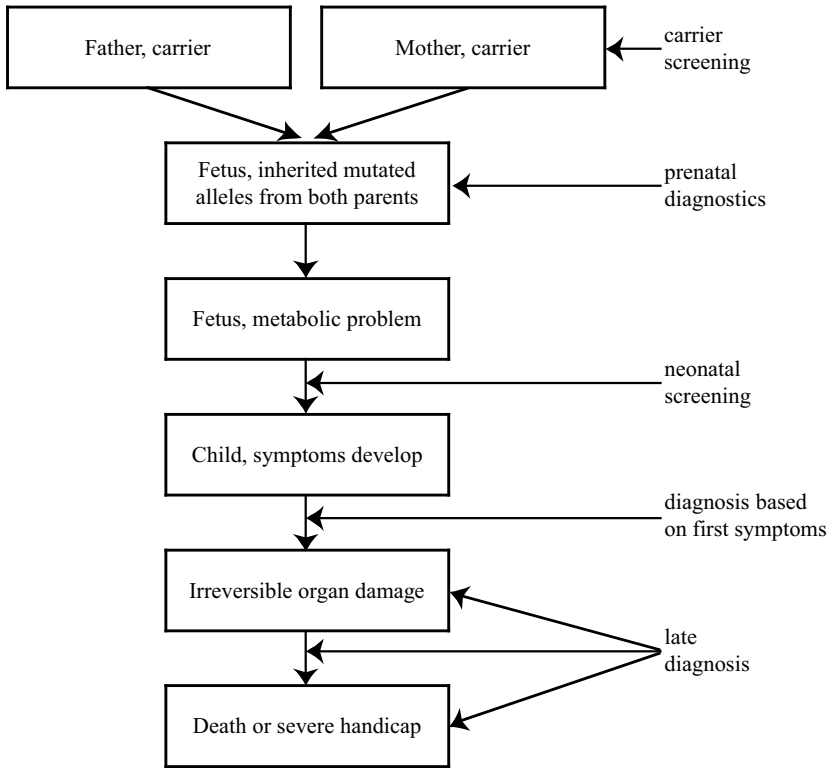 Father, carrier
Mother, carrier
carrier
screening
Fetus, inherited mutated
alleles from both parents
prenatal
diagnostics
Fetus, metabolic problem
neonatal
screening
Child, symptoms develop
diagnosis based
on first symptoms
Irreversible organ damage
late
diagnosis
Death or severe handicap